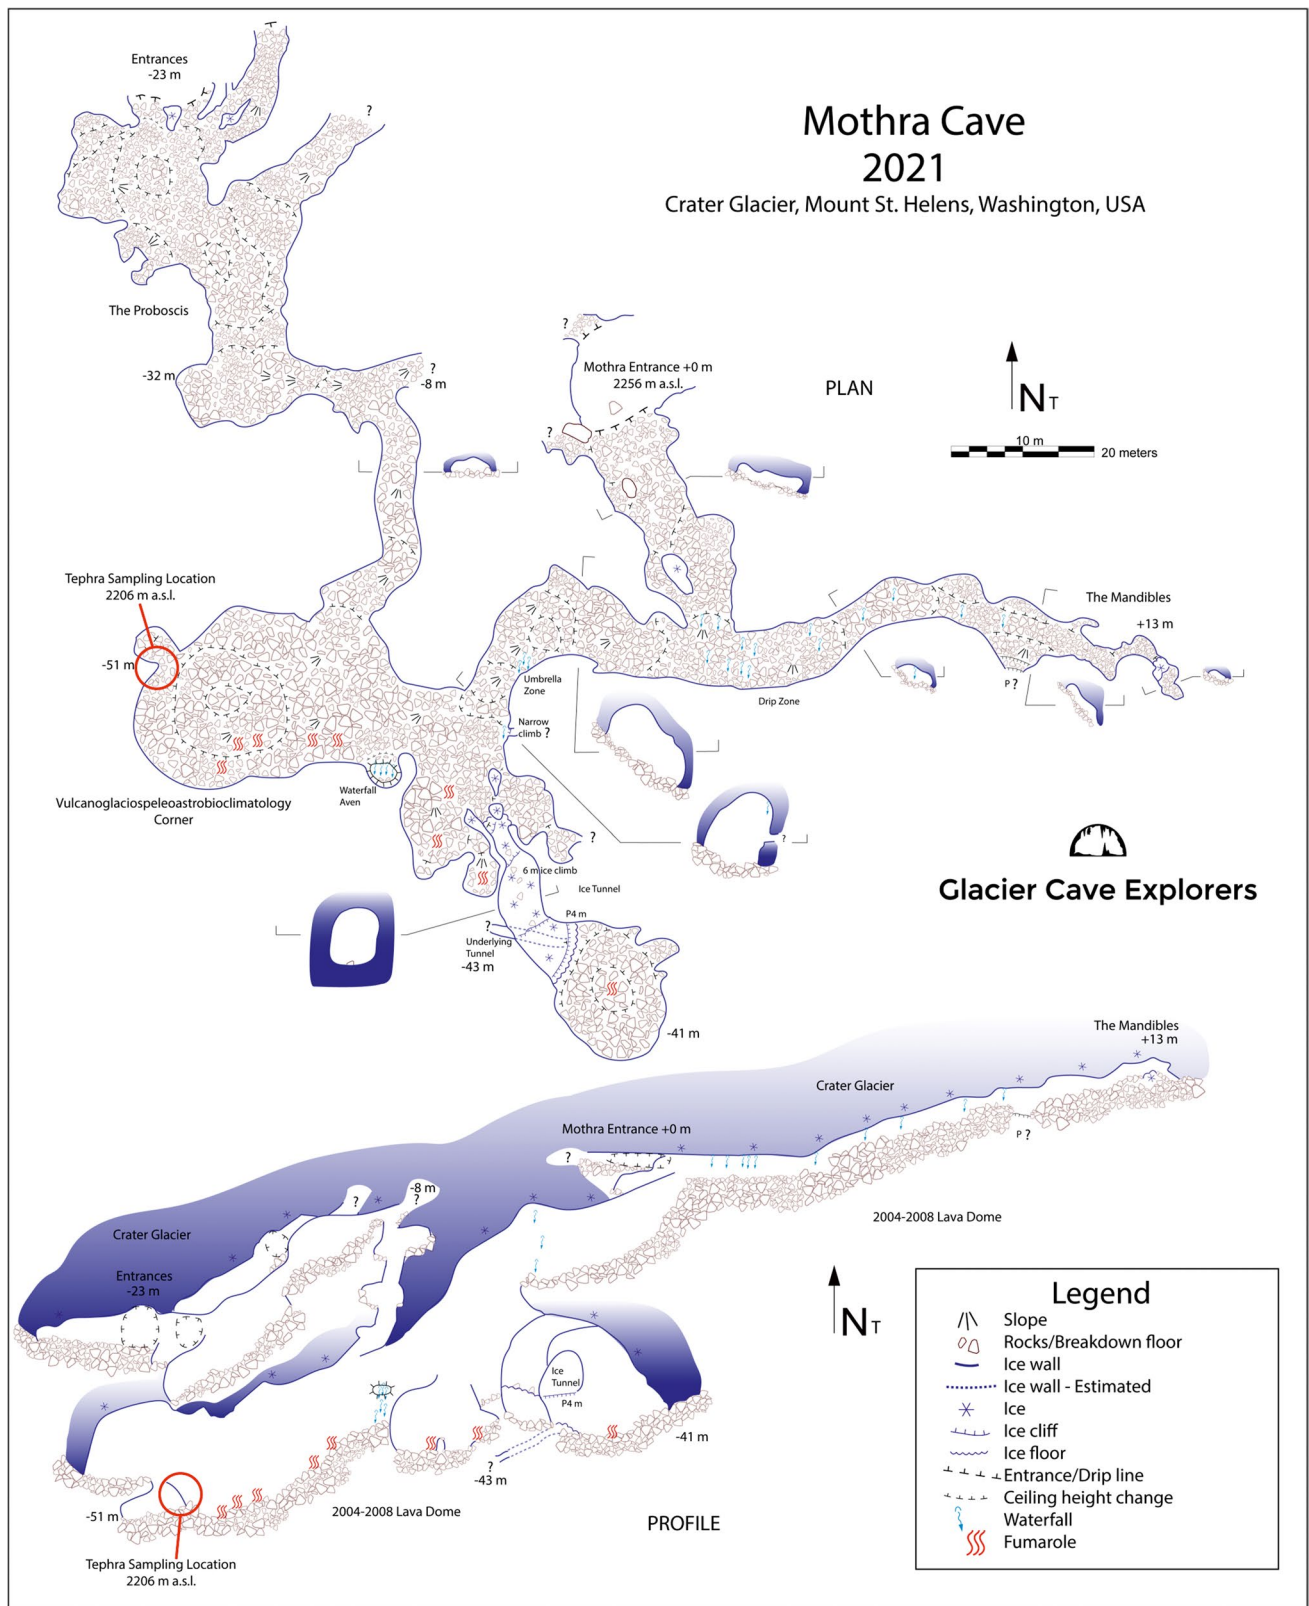 Entrances
-23 m
?
Mothra Cave
2021
Crater Glacier, Mount St. Helens, Washington, USA
The Proboscis
-32 m
?
-8 m
?
Mothra Entrance +0 m
2256 m a.s.l.
?
PLAN
N T
10 m
20 meters
Tephra Sampling Location
2206 m a.s.l.
-51 m
The Mandibles
+13 m
P ?
Umbrella
Zone
Drip Zone
Narrow
climb ?
Waterfall
Aven
Vulcanoglaciospeleoastrobioclimatology
Corner
?
?
6 m ice climb
Ice Tunnel
P4 m
?
Underlying
Tunnel
-43 m
-41 m
Glacier Cave Explorers
The Mandibles
+13 m
Crater Glacier
Mothra Entrance +0 m
?
P ?
-8 m
?
?
2004-2008 Lava Dome
Crater Glacier
Entrances
-23 m
N T
Ice
Tunnel
P4 m
-41 m
?
-43 m
-51 m
2004-2008 Lava Dome
PROFILE
Tephra Sampling Location
2206 m a.s.l.
Legend
Slope
Rocks/Breakdown floor
Ice wall
Ice wall - Estimated
Ice
Ice cliff
Ice floor
Entrance/Drip line
Ceiling height change
Waterfall
Fumarole